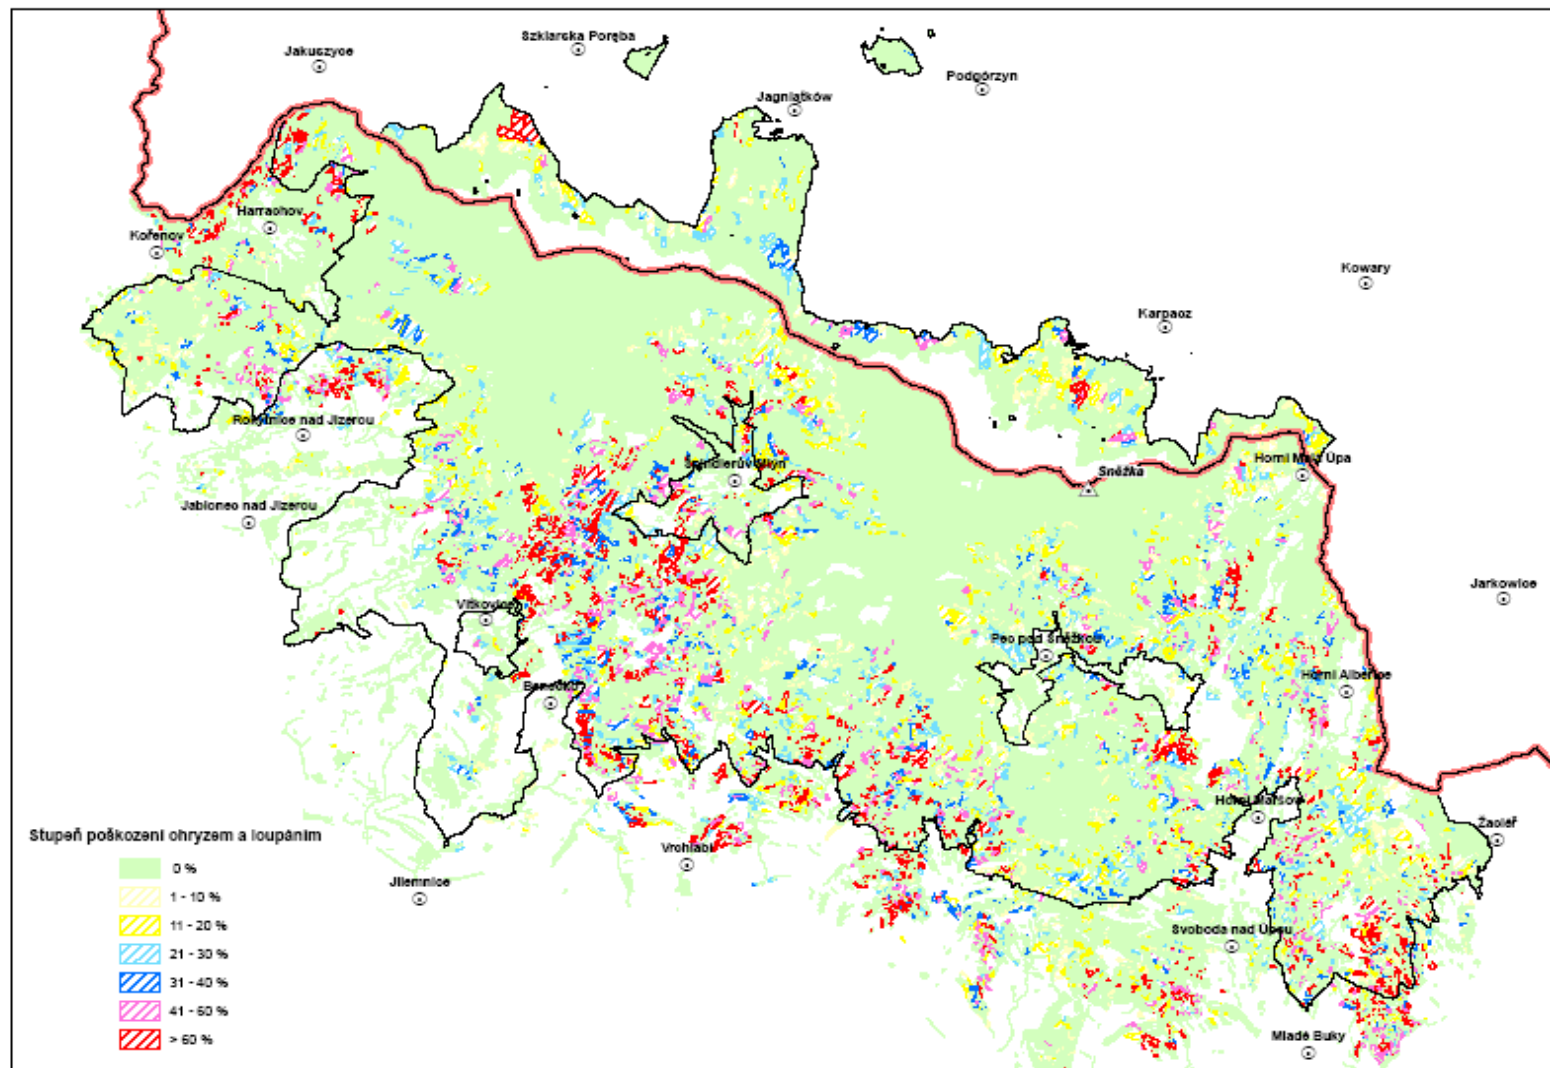 Szklarska Poręba
Jakuszyce
Podgórzyn
Jagniątków
Harrachov
Kořenov
Kowary
Karpacz
Rokytnice nad Jizerou
Horní Malá Úpa
Špindlerův Mlýn
Sněžka
Jablonec nad Jizerou
Jarkowice
Vítkovice
Pec pod Sněžkou
Horní Albeřice
Benecko
Horní Maršov
Žacléř
Stupeň poškození ohryzem a loupáním
Vrchlabí
0 %
Jilemnice
1 - 10 %
11 - 20 %
Svoboda nad Úpou
21 - 30 %
31 - 40 %
41 - 60 %
> 60 %
Mladé Buky